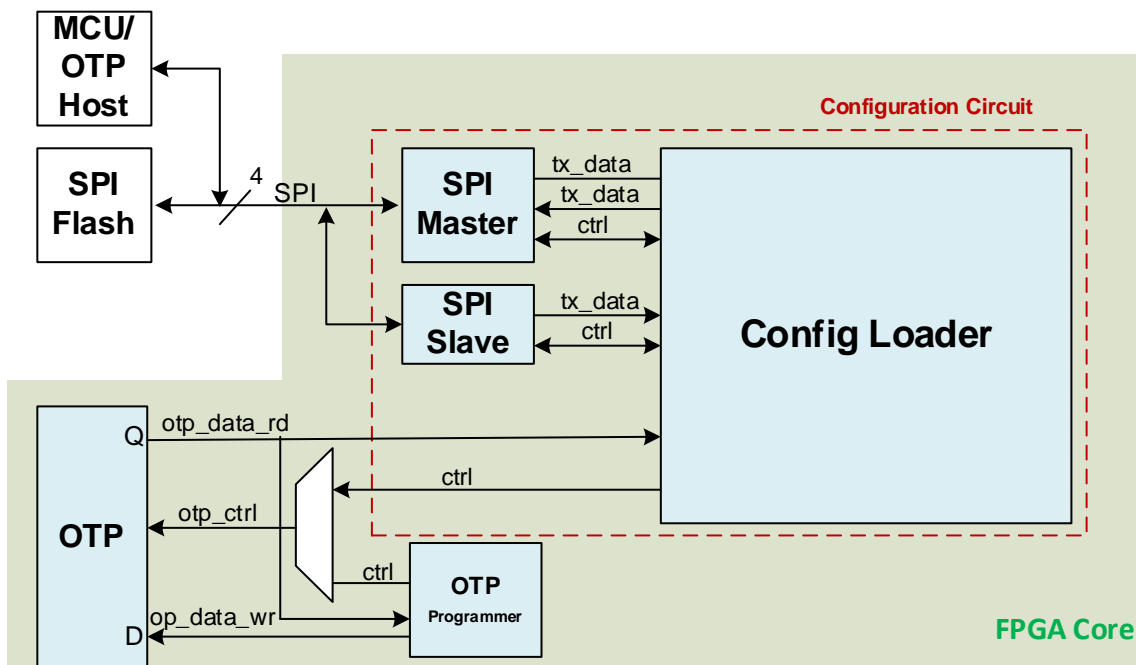 MCU/
OTP
Host
Configuration Circuit
SPI
Flash
4
SPI
SPI
Master
tx_data
tx_data
ctrl
Config Loader
SPI
Slave
tx_data
ctrl
OTP
Q
otp_data_rd
ctrl
otp_ctrl
ctrl
OTP
Programmer
op_data_wr
D
FPGA Core